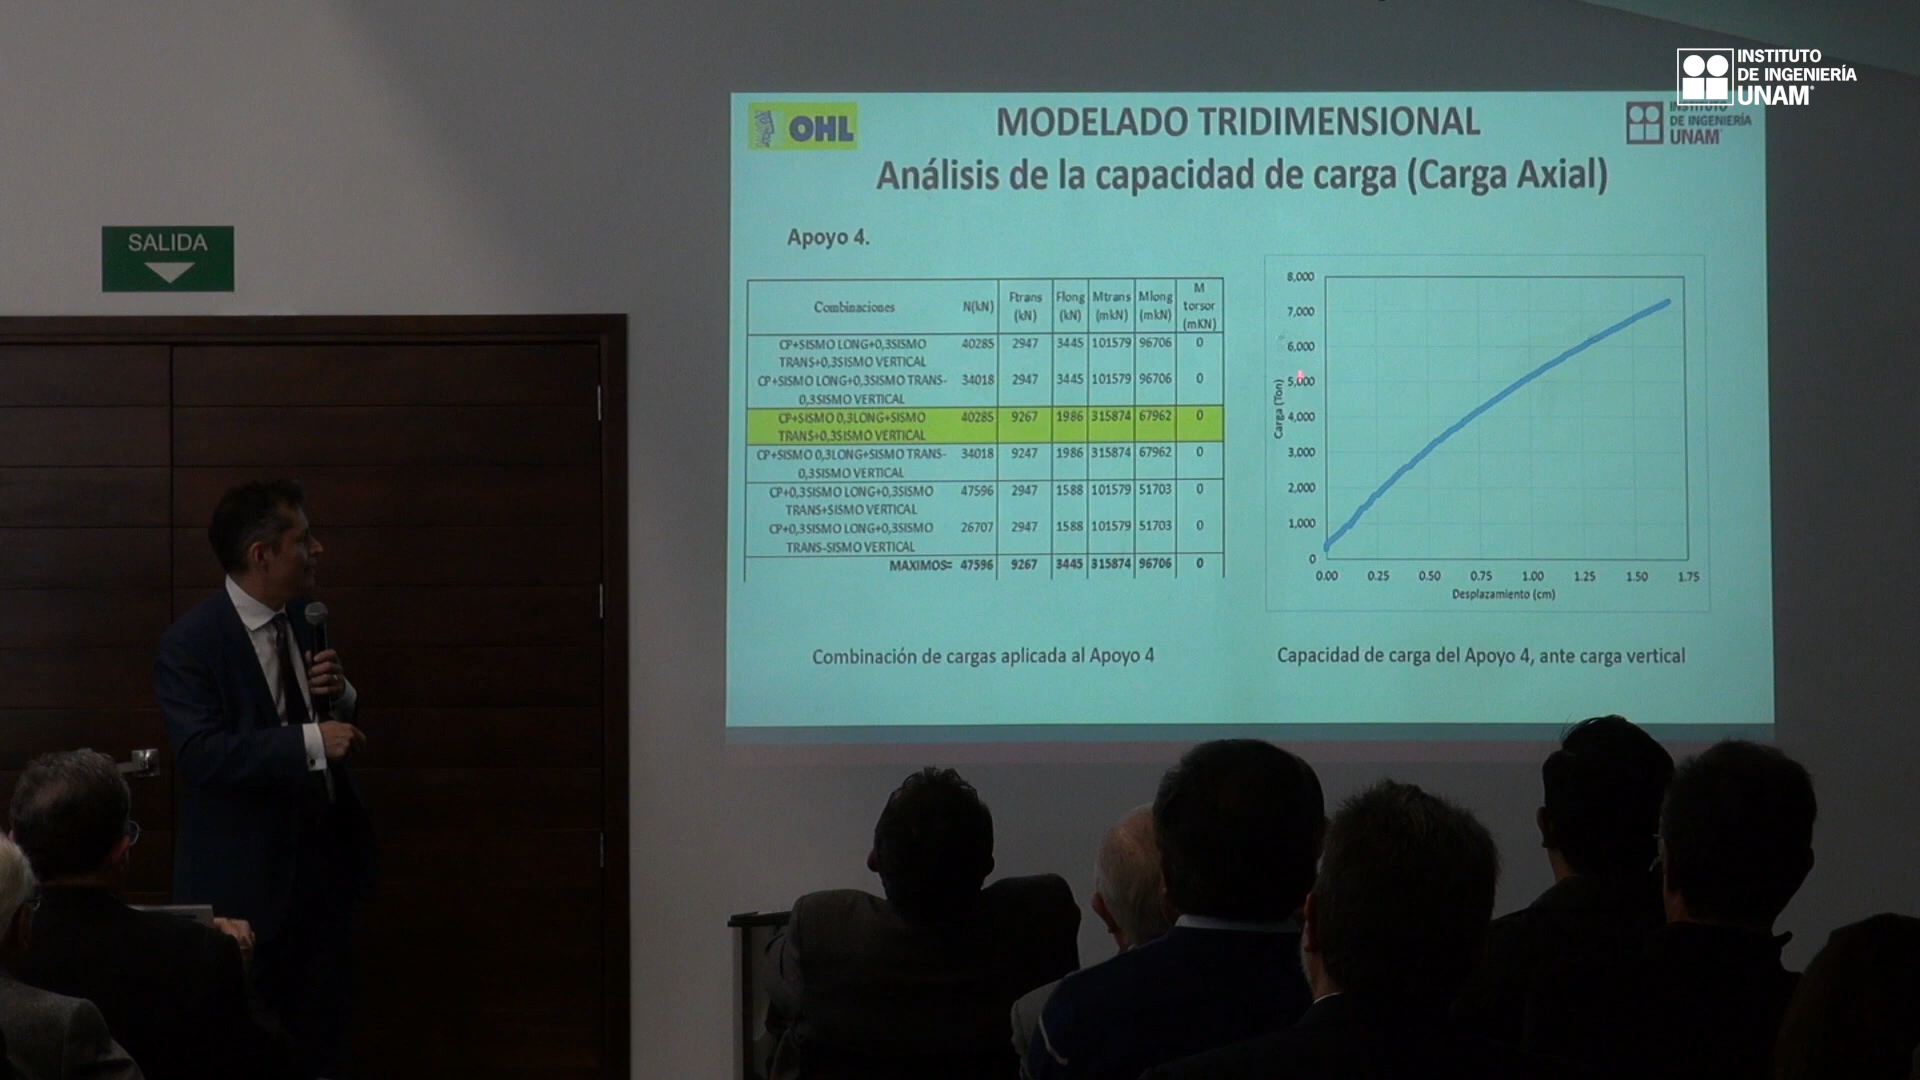 INSTITUTO
DE INGENIERÍA
UNAM
SALIDA
OHL
MODELADO TRIDIMENSIONAL
DE INGENIERÍA
UNAM
Análisis de la capacidad de carga (Carga Axial)
Apoyo 4.
Combinaciones N(kN) Ftrans (kN) Flong (kN) Mtrans (mkN) Mlong (mkN) M torsor (mKN)
CP+SISMO LONG+0,3SISMO 40285 2947 3445 101579 96706 0
TRANS+0,3SISMO VERTICAL
CP+SISMO LONG+0,3SISMO TRANS- 34018 2947 3445 101579 96706 0
0,3SISMO VERTICAL
CP+SISMO 0,3LONG+SISMO 40285 9267 1986 315874 67962 0
TRANS+0,3SISMO VERTICAL
CP+SISMO 0,3LONG+SISMO TRANS- 34018 9247 1986 315874 67962 0
0,3SISMO VERTICAL
CP+0,3SISMO LONG+0,3SISMO 47596 2947 1588 101579 51703 0
TRANS+SISMO VERTICAL
CP+0,3SISMO LONG+0,3SISMO 26707 2947 1588 101579 51703 0
TRANS-SISMO VERTICAL
MAXIMOS= 47596 9267 3445 315874 96706 0
Combinación de cargas aplicada al Apoyo 4
8,000
7,000
6,000
5,000
4,000
3,000
2,000
1,000
0
Carga (Ton)
0.00 0.25 0.50 0.75 1.00 1.25 1.50 1.75
Desplazamiento (cm)
Capacidad de carga del Apoyo 4, ante carga vertical